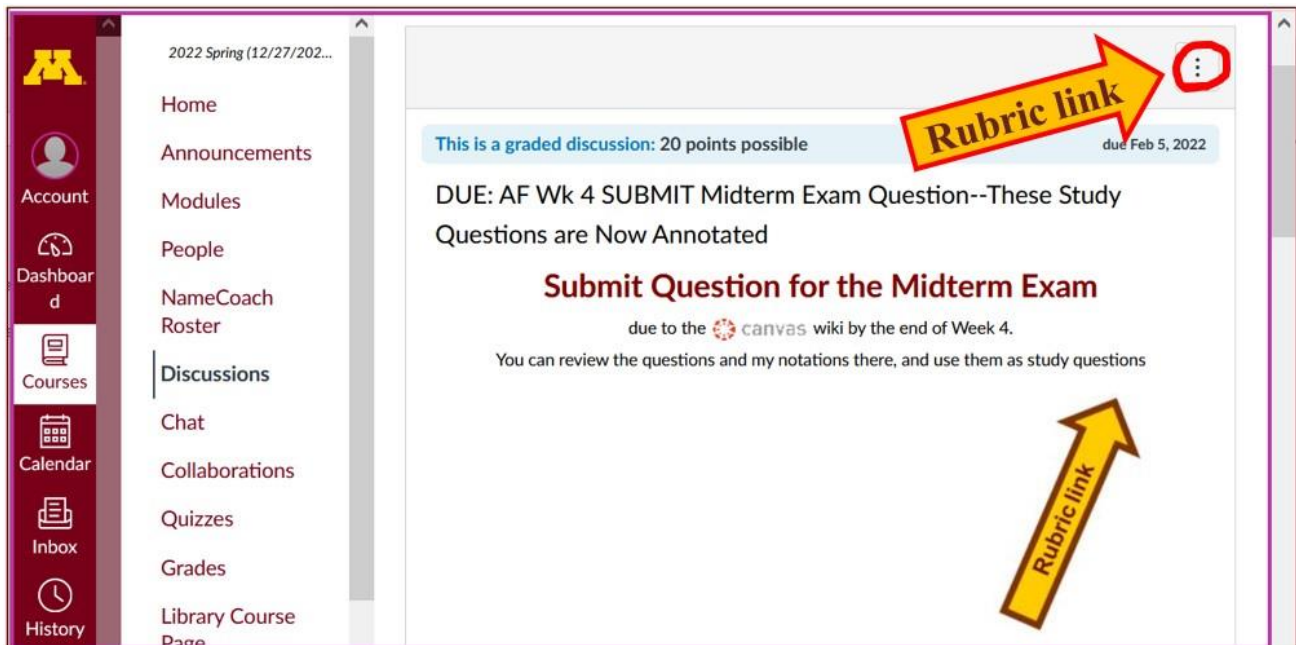 M
Account
Dashboar
d
Courses
Calendar
Inbox
History
2022 Spring (12/27/202...
Home
Announcements
Modules
People
NameCoach
Roster
Discussions
Chat
Collaborations
Quizzes
Grades
Library Course
Page
Rubric link
This is a graded discussion: 20 points possible
due Feb 5, 2022
DUE: AF Wk 4 SUBMIT Midterm Exam Question--These Study
Questions are Now Annotated
Submit Question for the Midterm Exam
due to the canvas wiki by the end of Week 4.
You can review the questions and my notations there, and use them as study questions
Rubric link